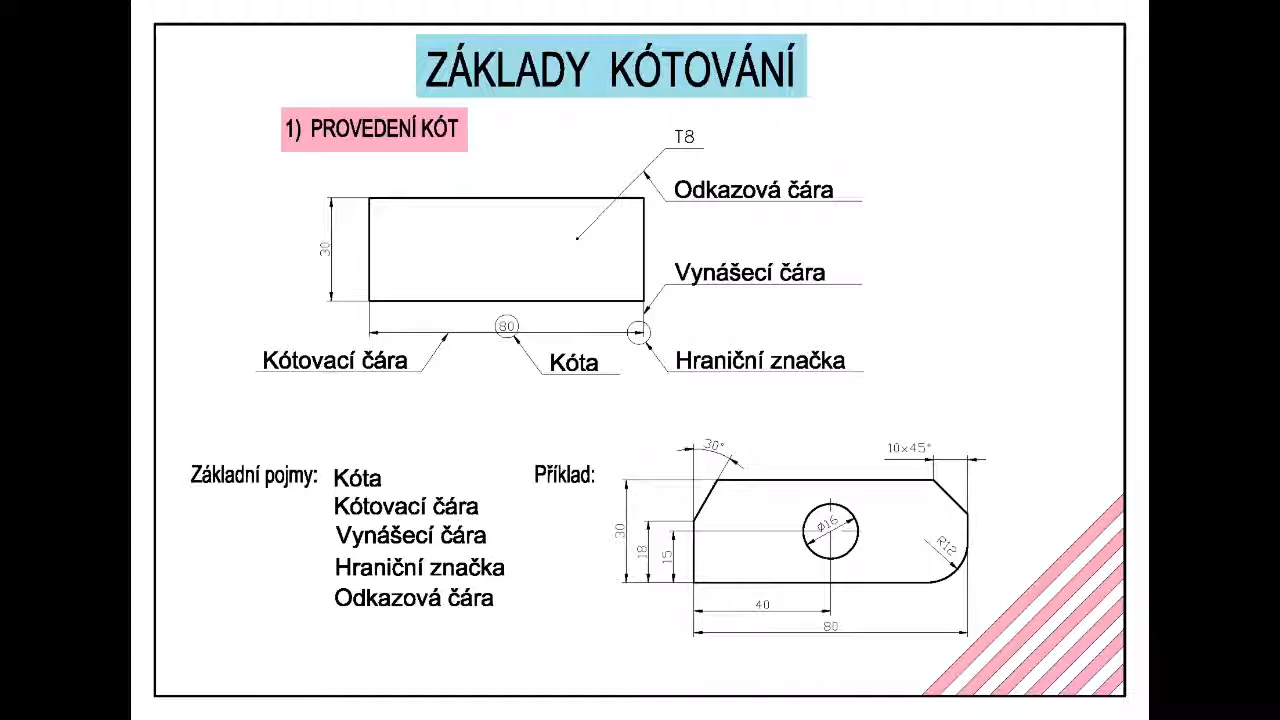 ZÁKLADY KÓTOVÁNÍ
1) PROVEDENÍ KÓT
T8
Odkazová čára
30
Vynášecí čára
80
Kótovací čára
Kóta
Hraniční značka
Základní pojmy:
Kóta
Kótovací čára
Vynášecí čára
Hraniční značka
Odkazová čára
Příklad:
30°
10×45°
30
18
15
Ø16
R12
40
80